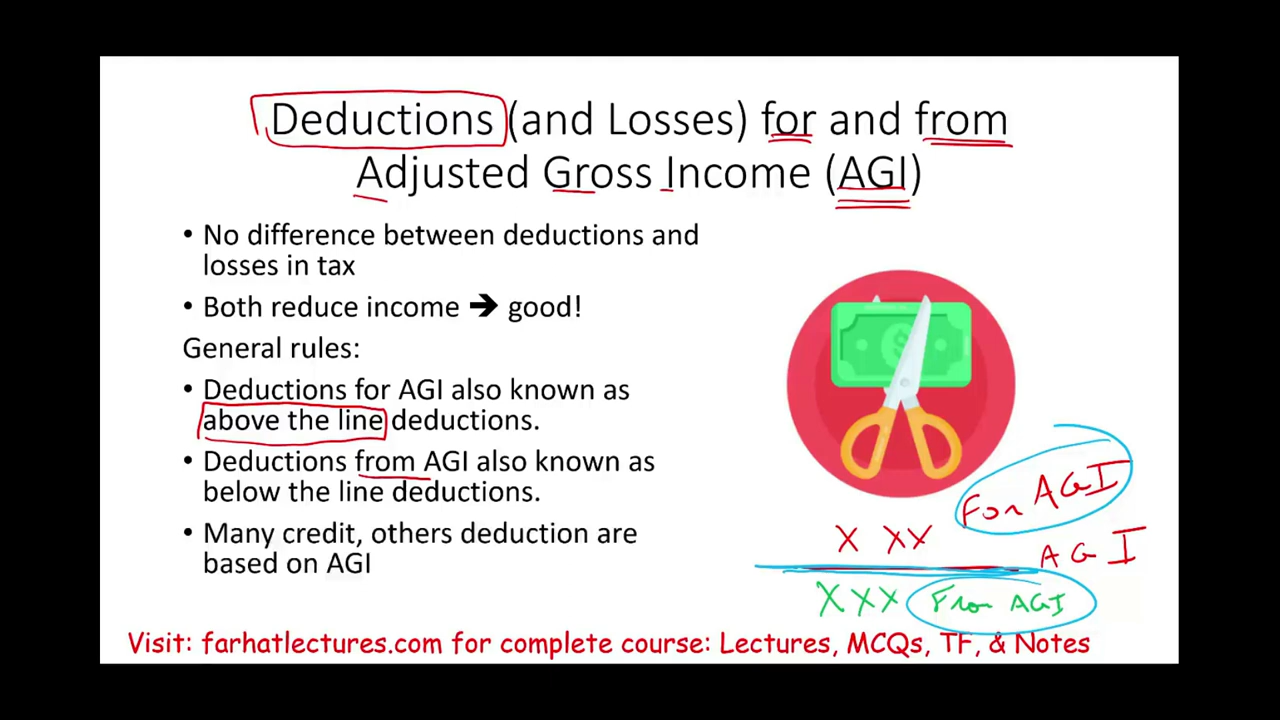 Deductions (and Losses) for and from
Adjusted Gross Income (AGI)
• No difference between deductions and
losses in tax
• Both reduce income ➔ good!
General rules:
• Deductions for AGI also known as
above the line deductions.
• Deductions from AGI also known as
below the line deductions.
• Many credit, others deduction are
based on AGI
$
X XX For AGI
AGI
XXX From AGI
Visit: farhatlectures.com for complete course: Lectures, MCQs, TF, & Notes